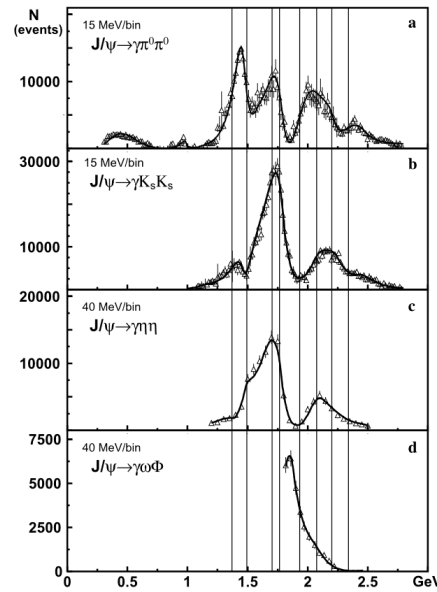 N
(events)
15 MeV/bin
a
J/ψ→γπ⁰π⁰
10000
15 MeV/bin
b
30000
J/ψ→γKₛKₛ
10000
20000
40 MeV/bin
c
J/ψ→γηη
10000
7500
40 MeV/bin
d
J/ψ→γωΦ
5000
2500
0
0 0.5 1 1.5 2 2.5 GeV